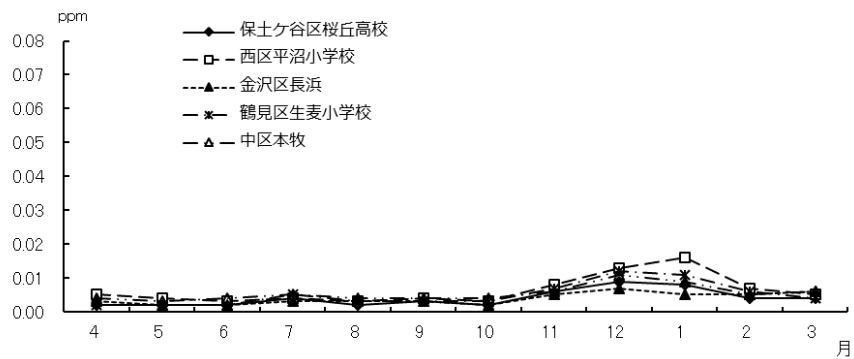 ppm
0.08
0.07
0.06
0.05
0.04
0.03
0.02
0.01
0.00
保土ケ谷区桜丘高校
西区平沼小学校
金沢区長浜
鶴見区生麦小学校
中区本牧
4 5 6 7 8 9 10 11 12 1 2 3
月